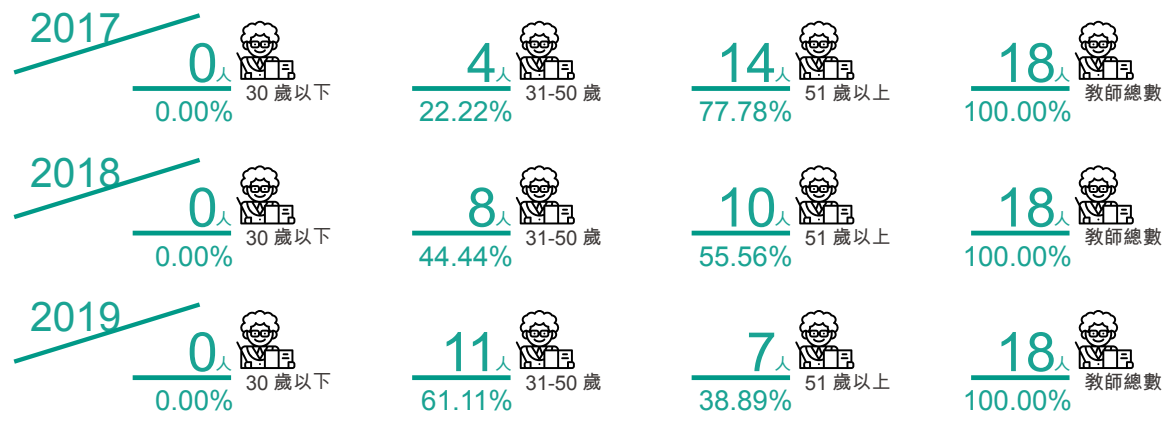 2017
0人 4人 14人 18人
30 歲以下 31-50 歲 51 歲以上 教師總數
0.00% 22.22% 77.78% 100.00%
2018
0人 8人 10人 18人
30 歲以下 31-50 歲 51 歲以上 教師總數
0.00% 44.44% 55.56% 100.00%
2019
0人 11人 7人 18人
30 歲以下 31-50 歲 51 歲以上 教師總數
0.00% 61.11% 38.89% 100.00%